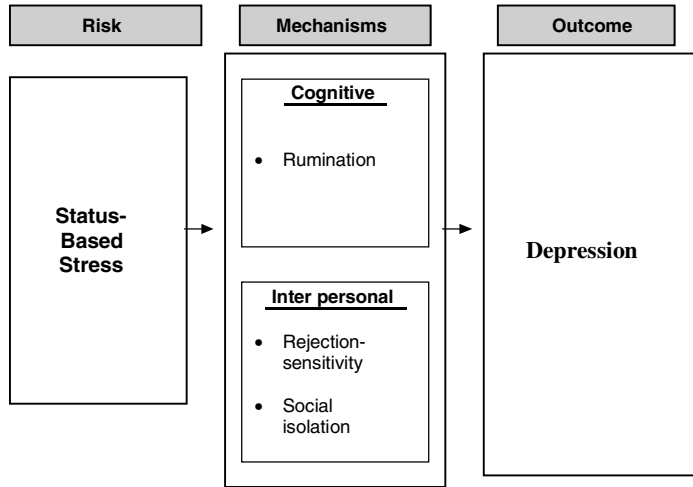 Risk
Mechanisms
Outcome
Status-
Based
Stress
Cognitive
• Rumination
Inter personal
• Rejection-
sensitivity
• Social
isolation
Depression